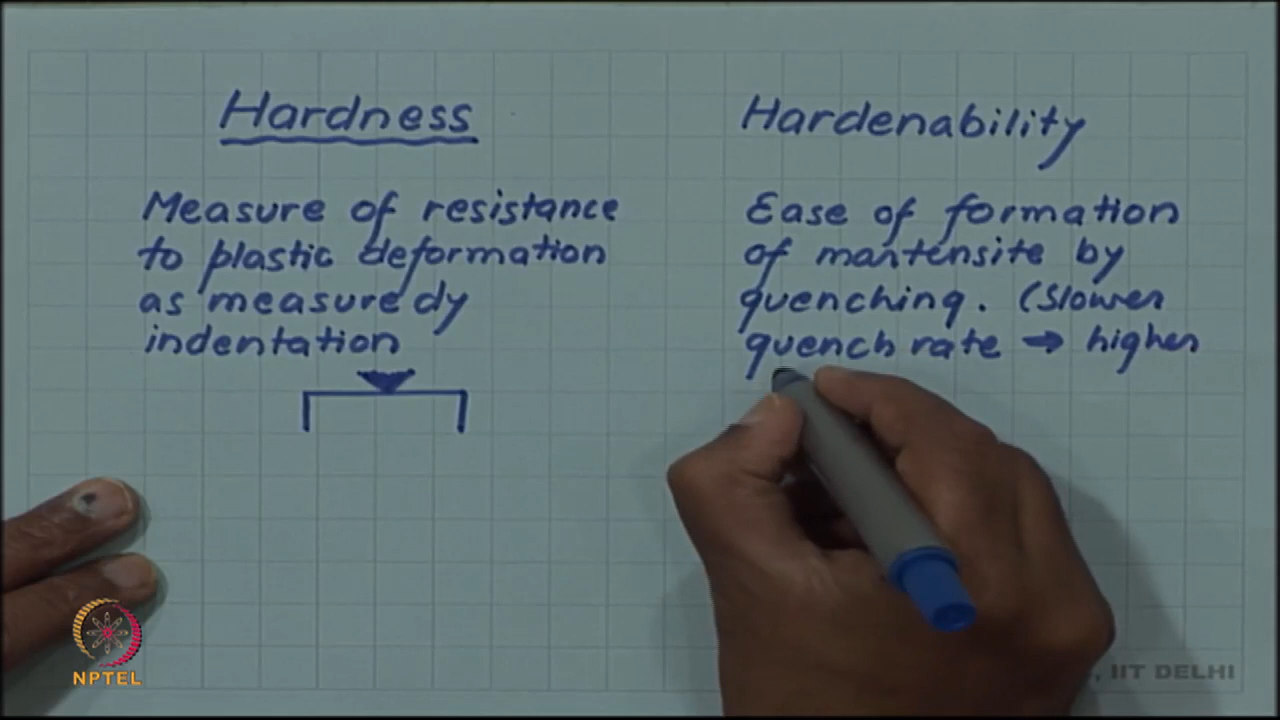 Hardness
Measure of resistance
to plastic deformation
as measure dy
indentation
Hardenability
Ease of formation
of martensite by
quenching. (Slower
quench rate → higher
NPTEL
, IIT DELHI